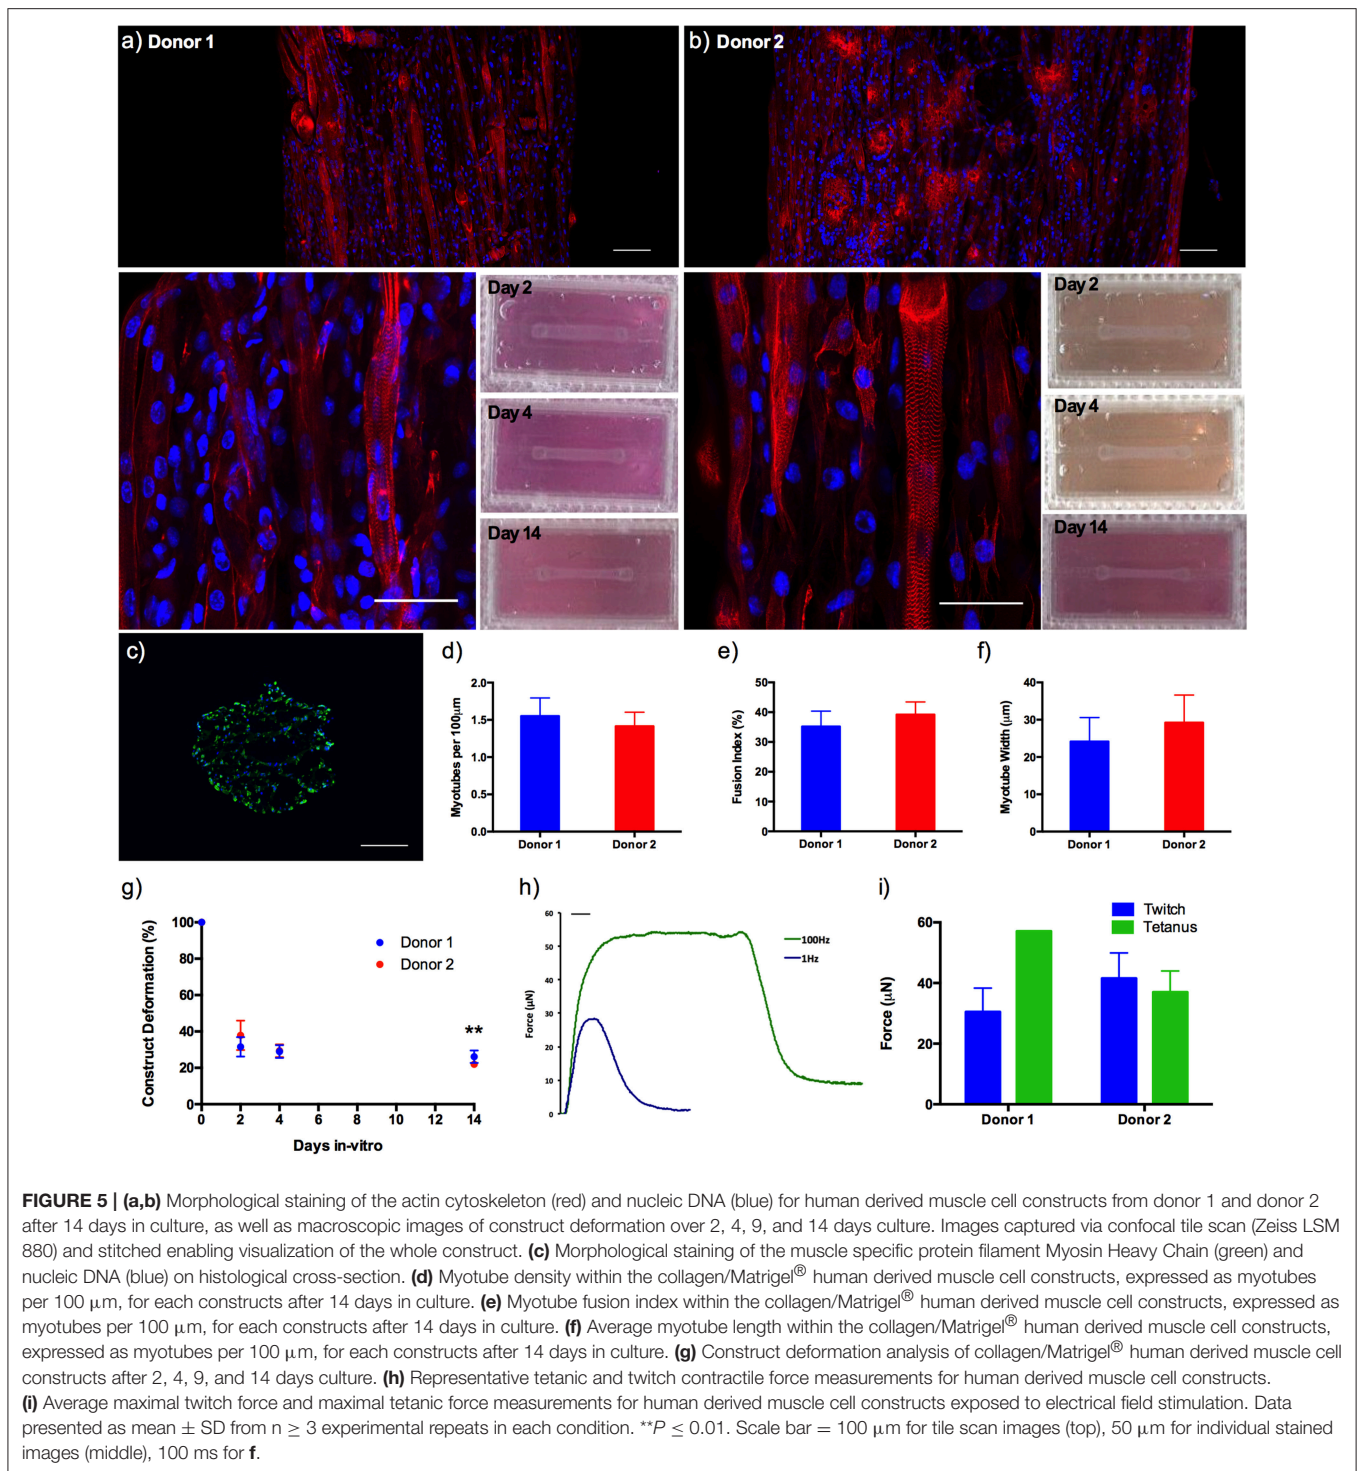 a) Donor 1
b) Donor 2
Day 2
Day 4
Day 14
Day 2
Day 4
Day 14
c)
d)
Myotubes per 100μm
2.0
1.5
1.0
0.5
0.0
Donor 1 Donor 2
e)
Fusion Index (%)
50
40
30
20
10
0
Donor 1 Donor 2
f)
Myotube Width (μm)
40
30
20
10
0
Donor 1 Donor 2
g)
Construct Deformation (%)
100
80
60
40
20
0
Donor 1
Donor 2
**
0 2 4 6 8 10 12 14
Days in-vitro
h)
Force (μN)
60
50
40
30
20
10
0
100Hz
1Hz
i)
Twitch
Tetanus
Force (μN)
60
40
20
0
Donor 1 Donor 2
FIGURE 5 | (a,b) Morphological staining of the actin cytoskeleton (red) and nucleic DNA (blue) for human derived muscle cell constructs from donor 1 and donor 2
after 14 days in culture, as well as macroscopic images of construct deformation over 2, 4, 9, and 14 days culture. Images captured via confocal tile scan (Zeiss LSM
880) and stitched enabling visualization of the whole construct. (c) Morphological staining of the muscle specific protein filament Myosin Heavy Chain (green) and
nucleic DNA (blue) on histological cross-section. (d) Myotube density within the collagen/Matrigel® human derived muscle cell constructs, expressed as myotubes
per 100 μm, for each constructs after 14 days in culture. (e) Myotube fusion index within the collagen/Matrigel® human derived muscle cell constructs, expressed as
myotubes per 100 μm, for each constructs after 14 days in culture. (f) Average myotube length within the collagen/Matrigel® human derived muscle cell constructs,
expressed as myotubes per 100 μm, for each constructs after 14 days in culture. (g) Construct deformation analysis of collagen/Matrigel® human derived muscle cell
constructs after 2, 4, 9, and 14 days culture. (h) Representative tetanic and twitch contractile force measurements for human derived muscle cell constructs.
(i) Average maximal twitch force and maximal tetanic force measurements for human derived muscle cell constructs exposed to electrical field stimulation. Data
presented as mean ± SD from n ≥ 3 experimental repeats in each condition. **P ≤ 0.01. Scale bar = 100 μm for tile scan images (top), 50 μm for individual stained
images (middle), 100 ms for f.